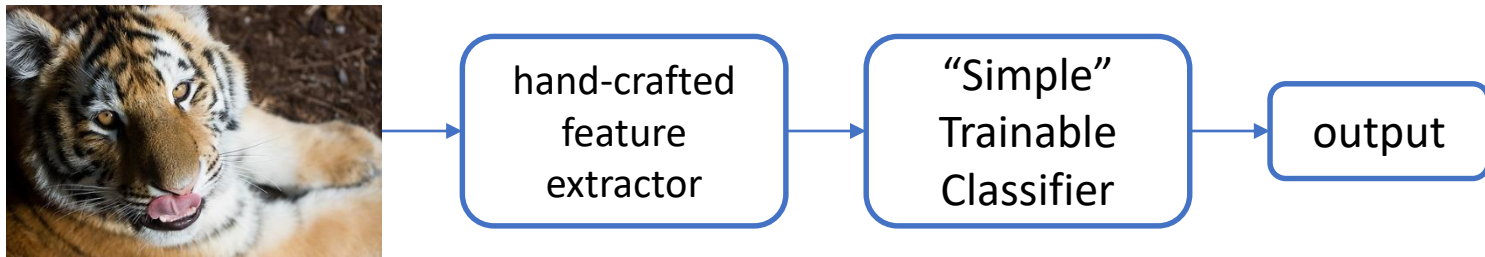 hand-crafted
feature
extractor
“Simple”
Trainable
Classifier
output